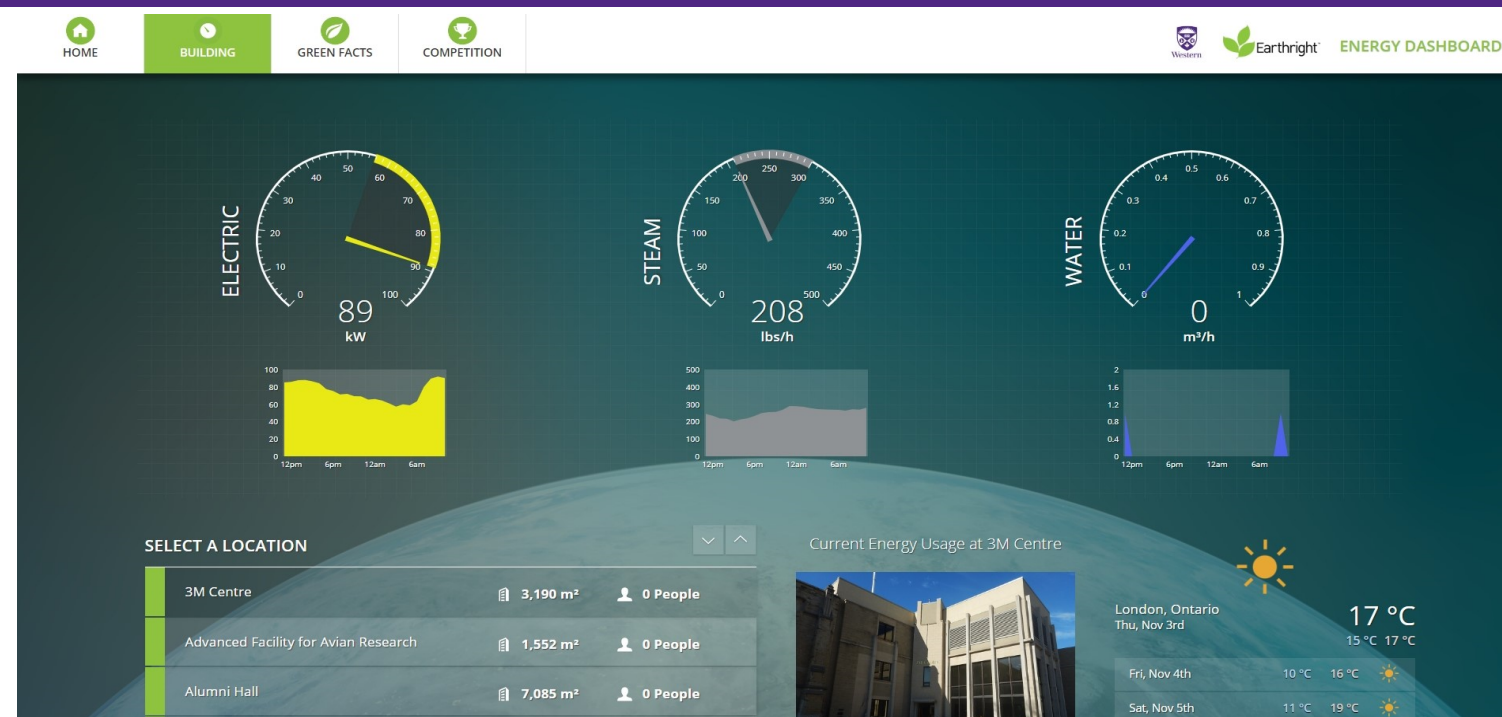 HOME
BUILDING
GREEN FACTS
COMPETITION
Western
Earthright
ENERGY DASHBOARD
ELECTRIC
0
10
20
30
40
50
60
70
80
90
100
89
kW
STEAM
0
50
100
150
200
250
300
350
400
450
500
208
lbs/h
WATER
0
0.1
0.2
0.3
0.4
0.5
0.6
0.7
0.8
0.9
1
0
m³/h
100
80
60
40
20
0
12pm 6pm 12am 6am
500
400
300
200
100
0
12pm 6pm 12am 6am
2
1.6
1.2
0.8
0.4
0
12pm 6pm 12am 6am
SELECT A LOCATION
3M Centre 3,190 m² 0 People
Advanced Facility for Avian Research 1,552 m² 0 People
Alumni Hall 7,085 m² 0 People
Current Energy Usage at 3M Centre
London, Ontario
Thu, Nov 3rd
17 °C
15 °C 17 °C
Fri, Nov 4th 10 °C 16 °C
Sat, Nov 5th 11 °C 19 °C